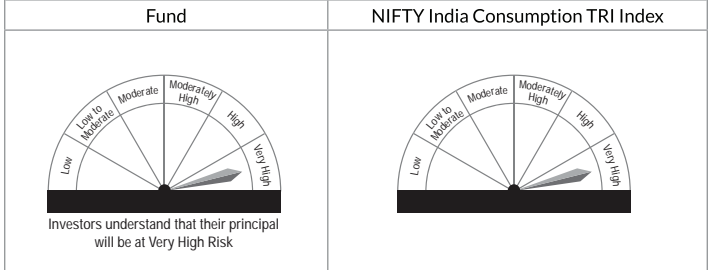 Fund
NIFTY India Consumption TRI Index
Low
Low to
Moderate
Moderate
Moderately
High
High
Very High
Investors understand that their principal
will be at Very High Risk
Low
Low to
Moderate
Moderate
Moderately
High
High
Very High